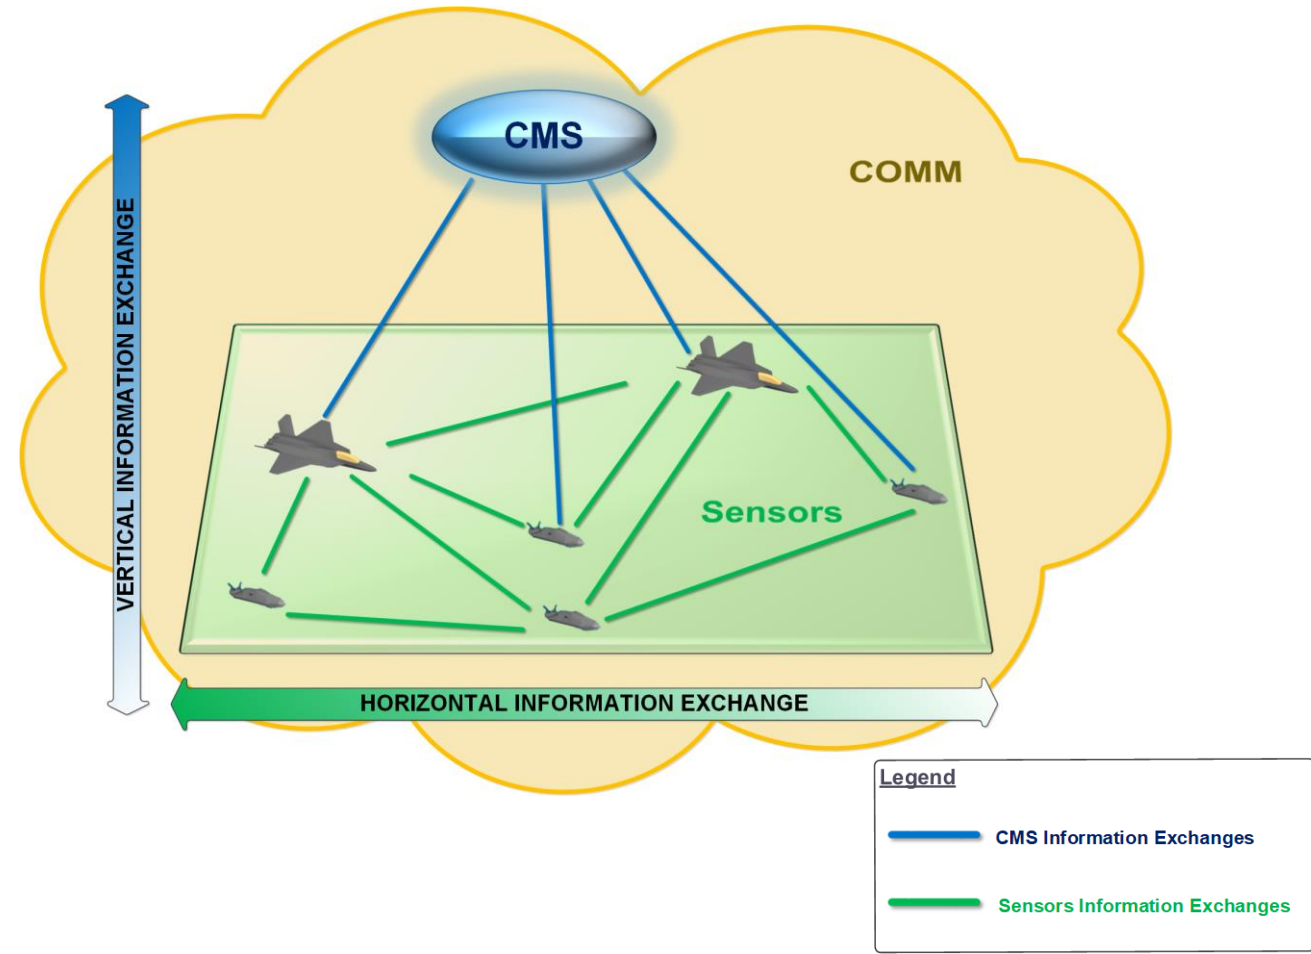 CMS
COMM
VERTICAL INFORMATION EXCHANGE
Sensors
HORIZONTAL INFORMATION EXCHANGE
Legend
CMS Information Exchanges
Sensors Information Exchanges